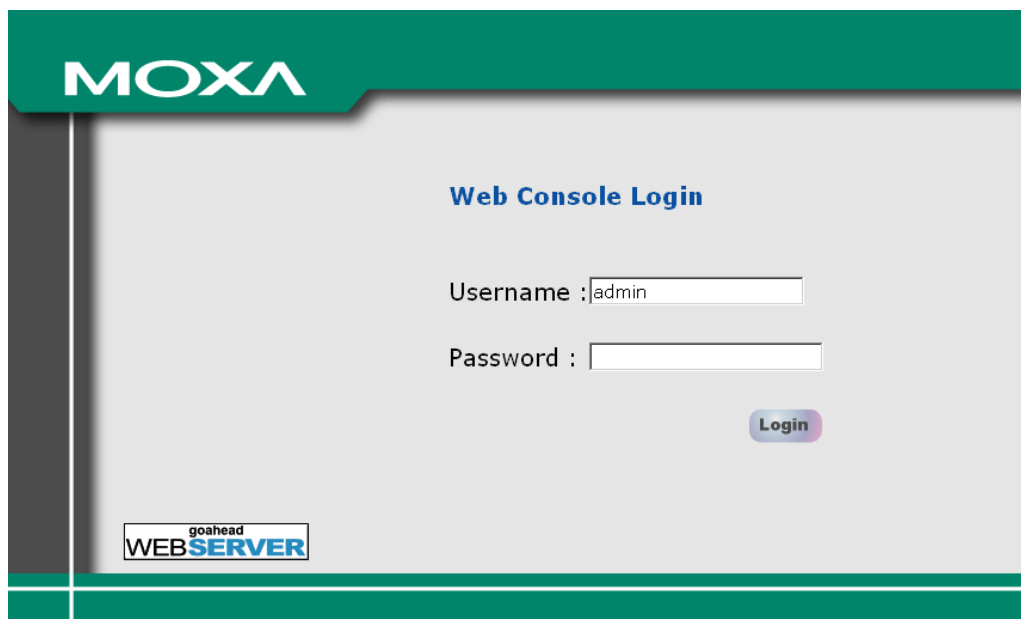 MOXA
Web Console Login
Username : admin
Password :
Login
goahead
WEBSERVER